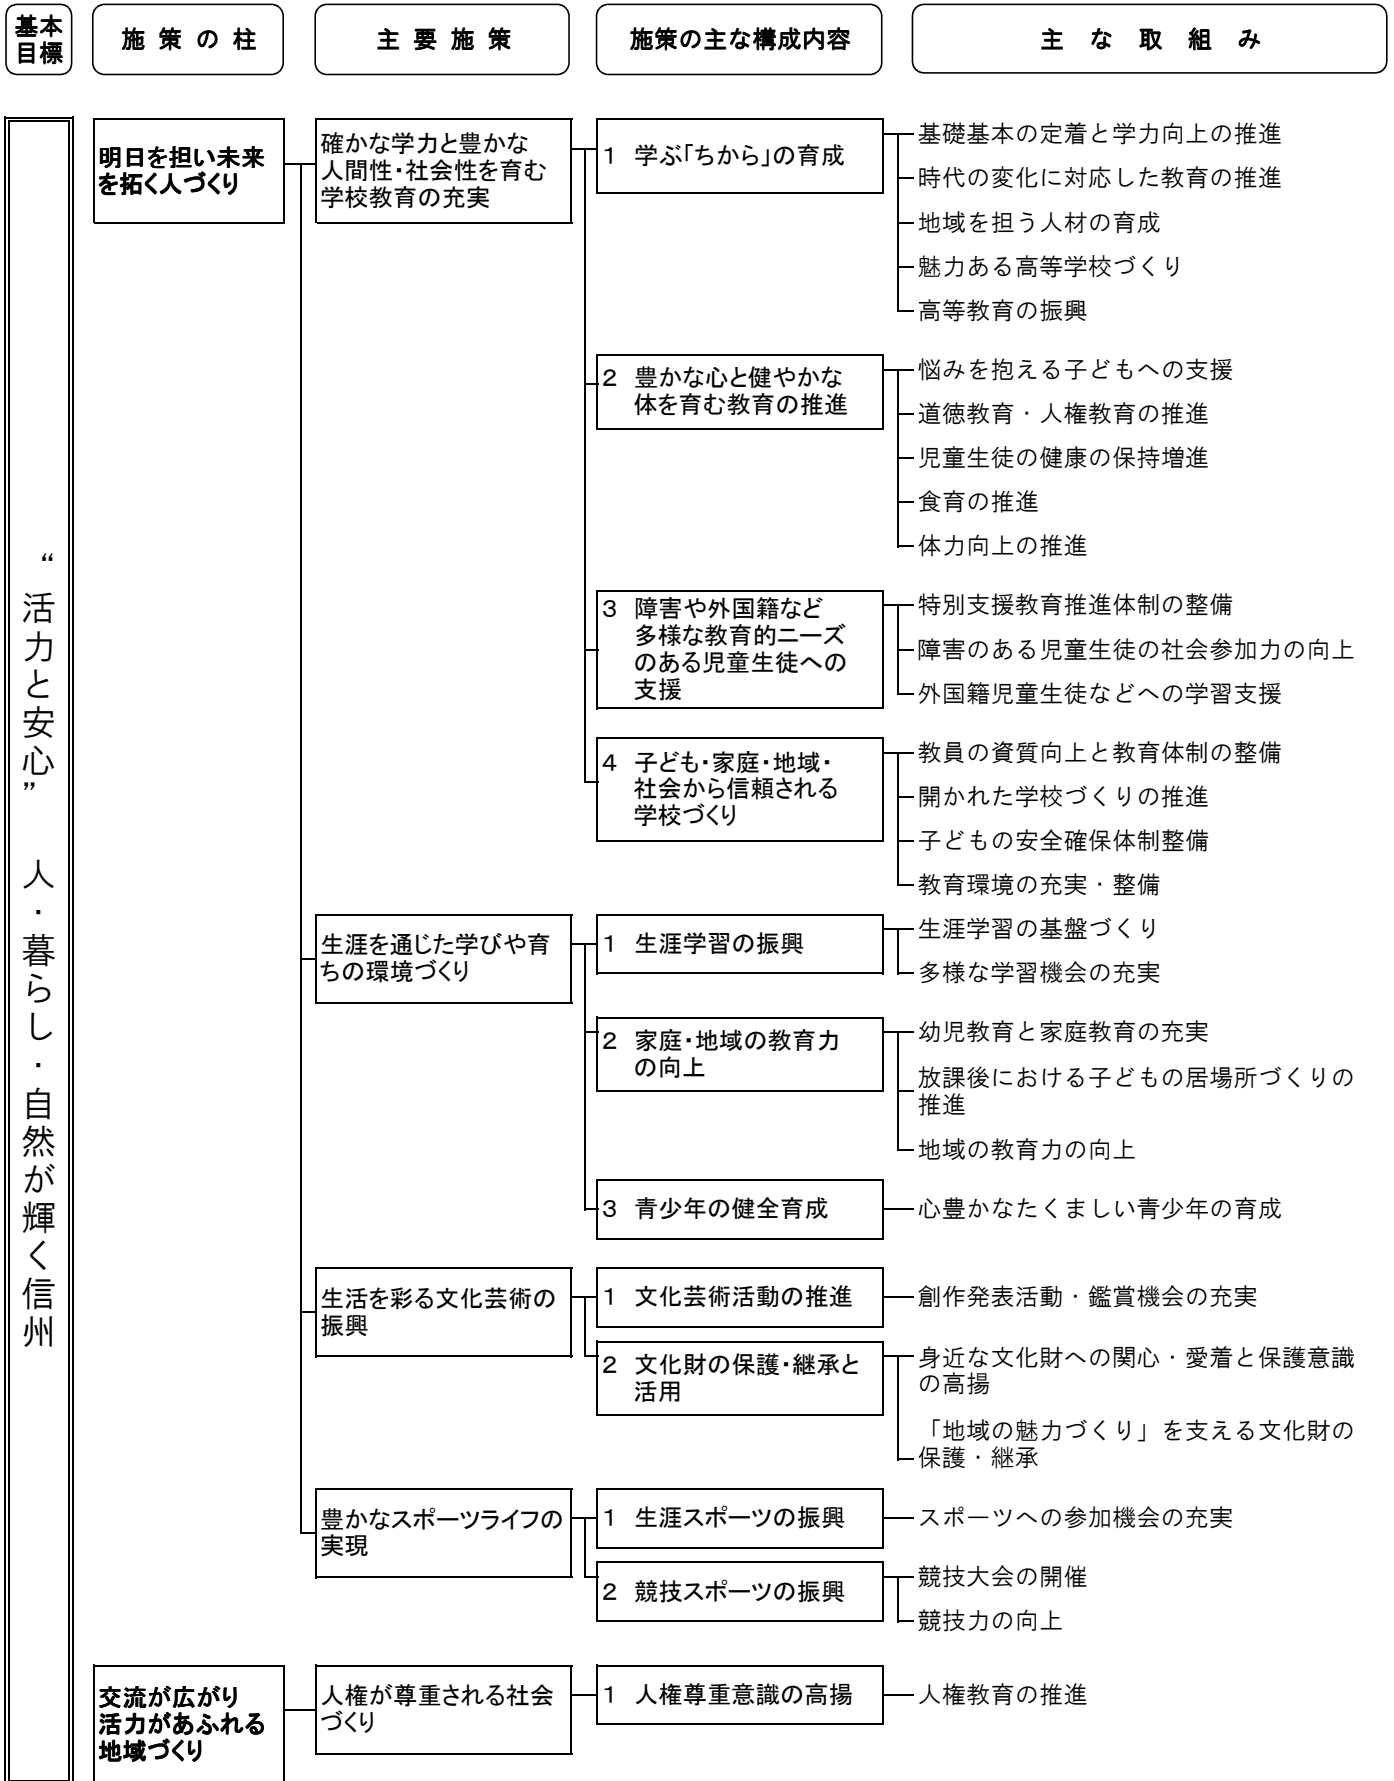 基本
目標
施策の柱
主要施策
施策の主な構成内容
主な取組み
“活力と安心” 人・暮らし・自然が輝く信州
明日を担い未来
を拓く人づくり
確かな学力と豊かな
人間性・社会性を育む
学校教育の充実
1 学ぶ「ちから」の育成
基礎基本の定着と学力向上の推進
時代の変化に対応した教育の推進
地域を担う人材の育成
魅力ある高等学校づくり
高等教育の振興
2 豊かな心と健やかな
体を育む教育の推進
悩みを抱える子どもへの支援
道徳教育・人権教育の推進
児童生徒の健康の保持増進
食育の推進
体力向上の推進
3 障害や外国籍など
多様な教育的ニーズ
のある児童生徒への
支援
特別支援教育推進体制の整備
障害のある児童生徒の社会参加力の向上
外国籍児童生徒などへの学習支援
4 子ども・家庭・地域・
社会から信頼される
学校づくり
教員の資質向上と教育体制の整備
開かれた学校づくりの推進
子どもの安全確保体制整備
教育環境の充実・整備
生涯を通じた学びや育
ちの環境づくり
1 生涯学習の振興
生涯学習の基盤づくり
多様な学習機会の充実
2 家庭・地域の教育力
の向上
幼児教育と家庭教育の充実
放課後における子どもの居場所づくりの
推進
地域の教育力の向上
3 青少年の健全育成
心豊かなたくましい青少年の育成
生活を彩る文化芸術の
振興
1 文化芸術活動の推進
創作発表活動・鑑賞機会の充実
2 文化財の保護・継承と
活用
身近な文化財への関心・愛着と保護意識
の高揚
「地域の魅力づくり」を支える文化財の
保護・継承
豊かなスポーツライフの
実現
1 生涯スポーツの振興
スポーツへの参加機会の充実
2 競技スポーツの振興
競技大会の開催
競技力の向上
交流が広がり
活力があふれる
地域づくり
人権が尊重される社会
づくり
1 人権尊重意識の高揚
人権教育の推進